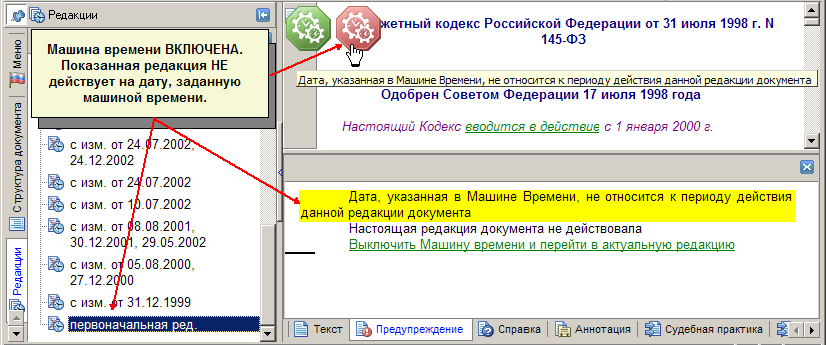 Редакции
Меню
Структура документа
Редакции
Машина времени ВКЛЮЧЕНА.
Показанная редакция НЕ
действует на дату, заданную
машиной времени.
с изм. от 24.07.2002,
24.12.2002
с изм. от 24.07.2002
с изм. от 10.07.2002
с изм. от 08.08.2001,
30.12.2001, 29.05.2002
с изм. от 05.08.2000,
27.12.2000
с изм. от 31.12.1999
первоначальная ред.
жетный кодекс Российской Федерации от 31 июля 1998 г. N
145-ФЗ
Дата, указанная в Машине Времени, не относится к периоду действия данной редакции документа
Одобрен Советом Федерации 17 июля 1998 года
Настоящий Кодекс вводится в действие с 1 января 2000 г.
Дата, указанная в Машине Времени, не относится к периоду действия
данной редакции документа
Настоящая редакция документа не действовала
Выключить Машину времени и перейти в актуальную редакцию
Текст Предупреждение Справка Аннотация Судебная практика